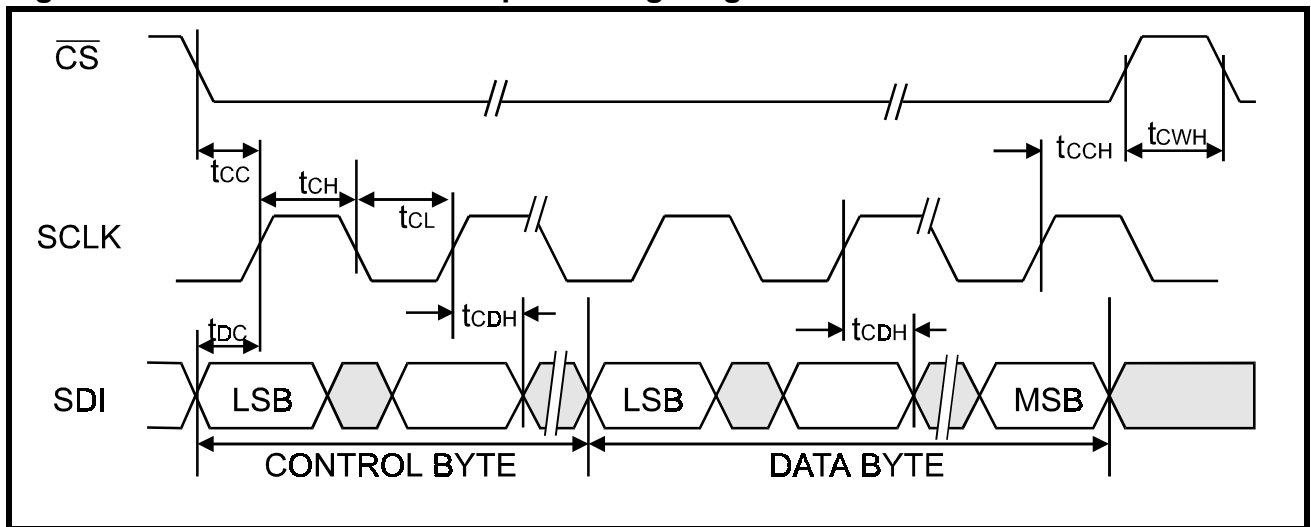 CS
tCC
tCH
tCL
tCCH
tCWH
SCLK
tDC
tCDH
tCDH
SDI
LSB
LSB
MSB
CONTROL BYTE
DATA BYTE